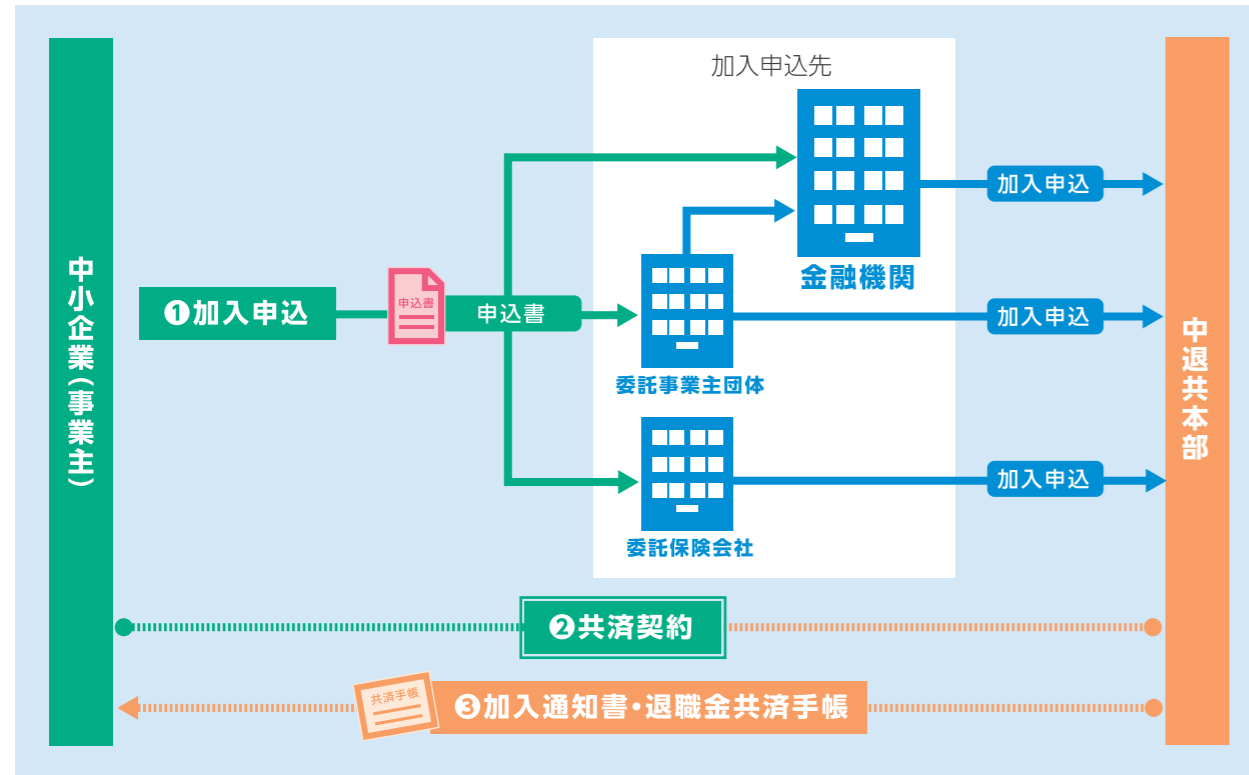 中小企業（事業主）
加入申込先
❶加入申込
申込書
申込書
金融機関
委託事業主団体
委託保険会社
加入申込
加入申込
加入申込
中退共本部
❷共済契約
共済手帳
❸加入通知書・退職金共済手帳